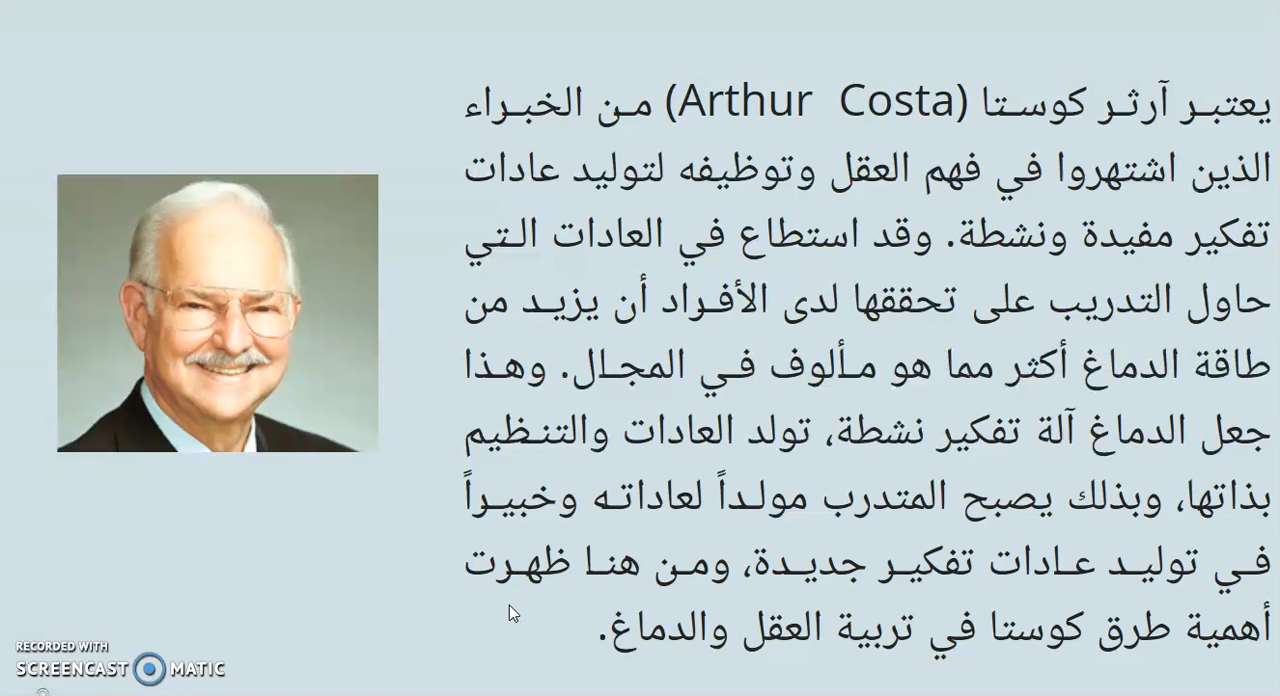 يعتبر آرثر كوستا (Arthur Costa) من الخبراء
الذين اشتهروا في فهم العقل وتوظيفه لتوليد عادات
تفكير مفيدة ونشطة. وقد استطاع في العادات التي
حاول التدريب على تحققها لدى الأفراد أن يزيد من
طاقة الدماغ أكثر مما هو مألوف في المجال. وهذا
جعل الدماغ آلة تفكير نشطة، تولد العادات والتنظيم
بذاتها، وبذلك يصبح المتدرب مولداً لعاداته وخبيراً
في توليد عادات تفكير جديدة، ومن هنا ظهرت
أهمية طرق كوستا في تربية العقل والدماغ.
RECORDED WITH
SCREENCAST MATIC